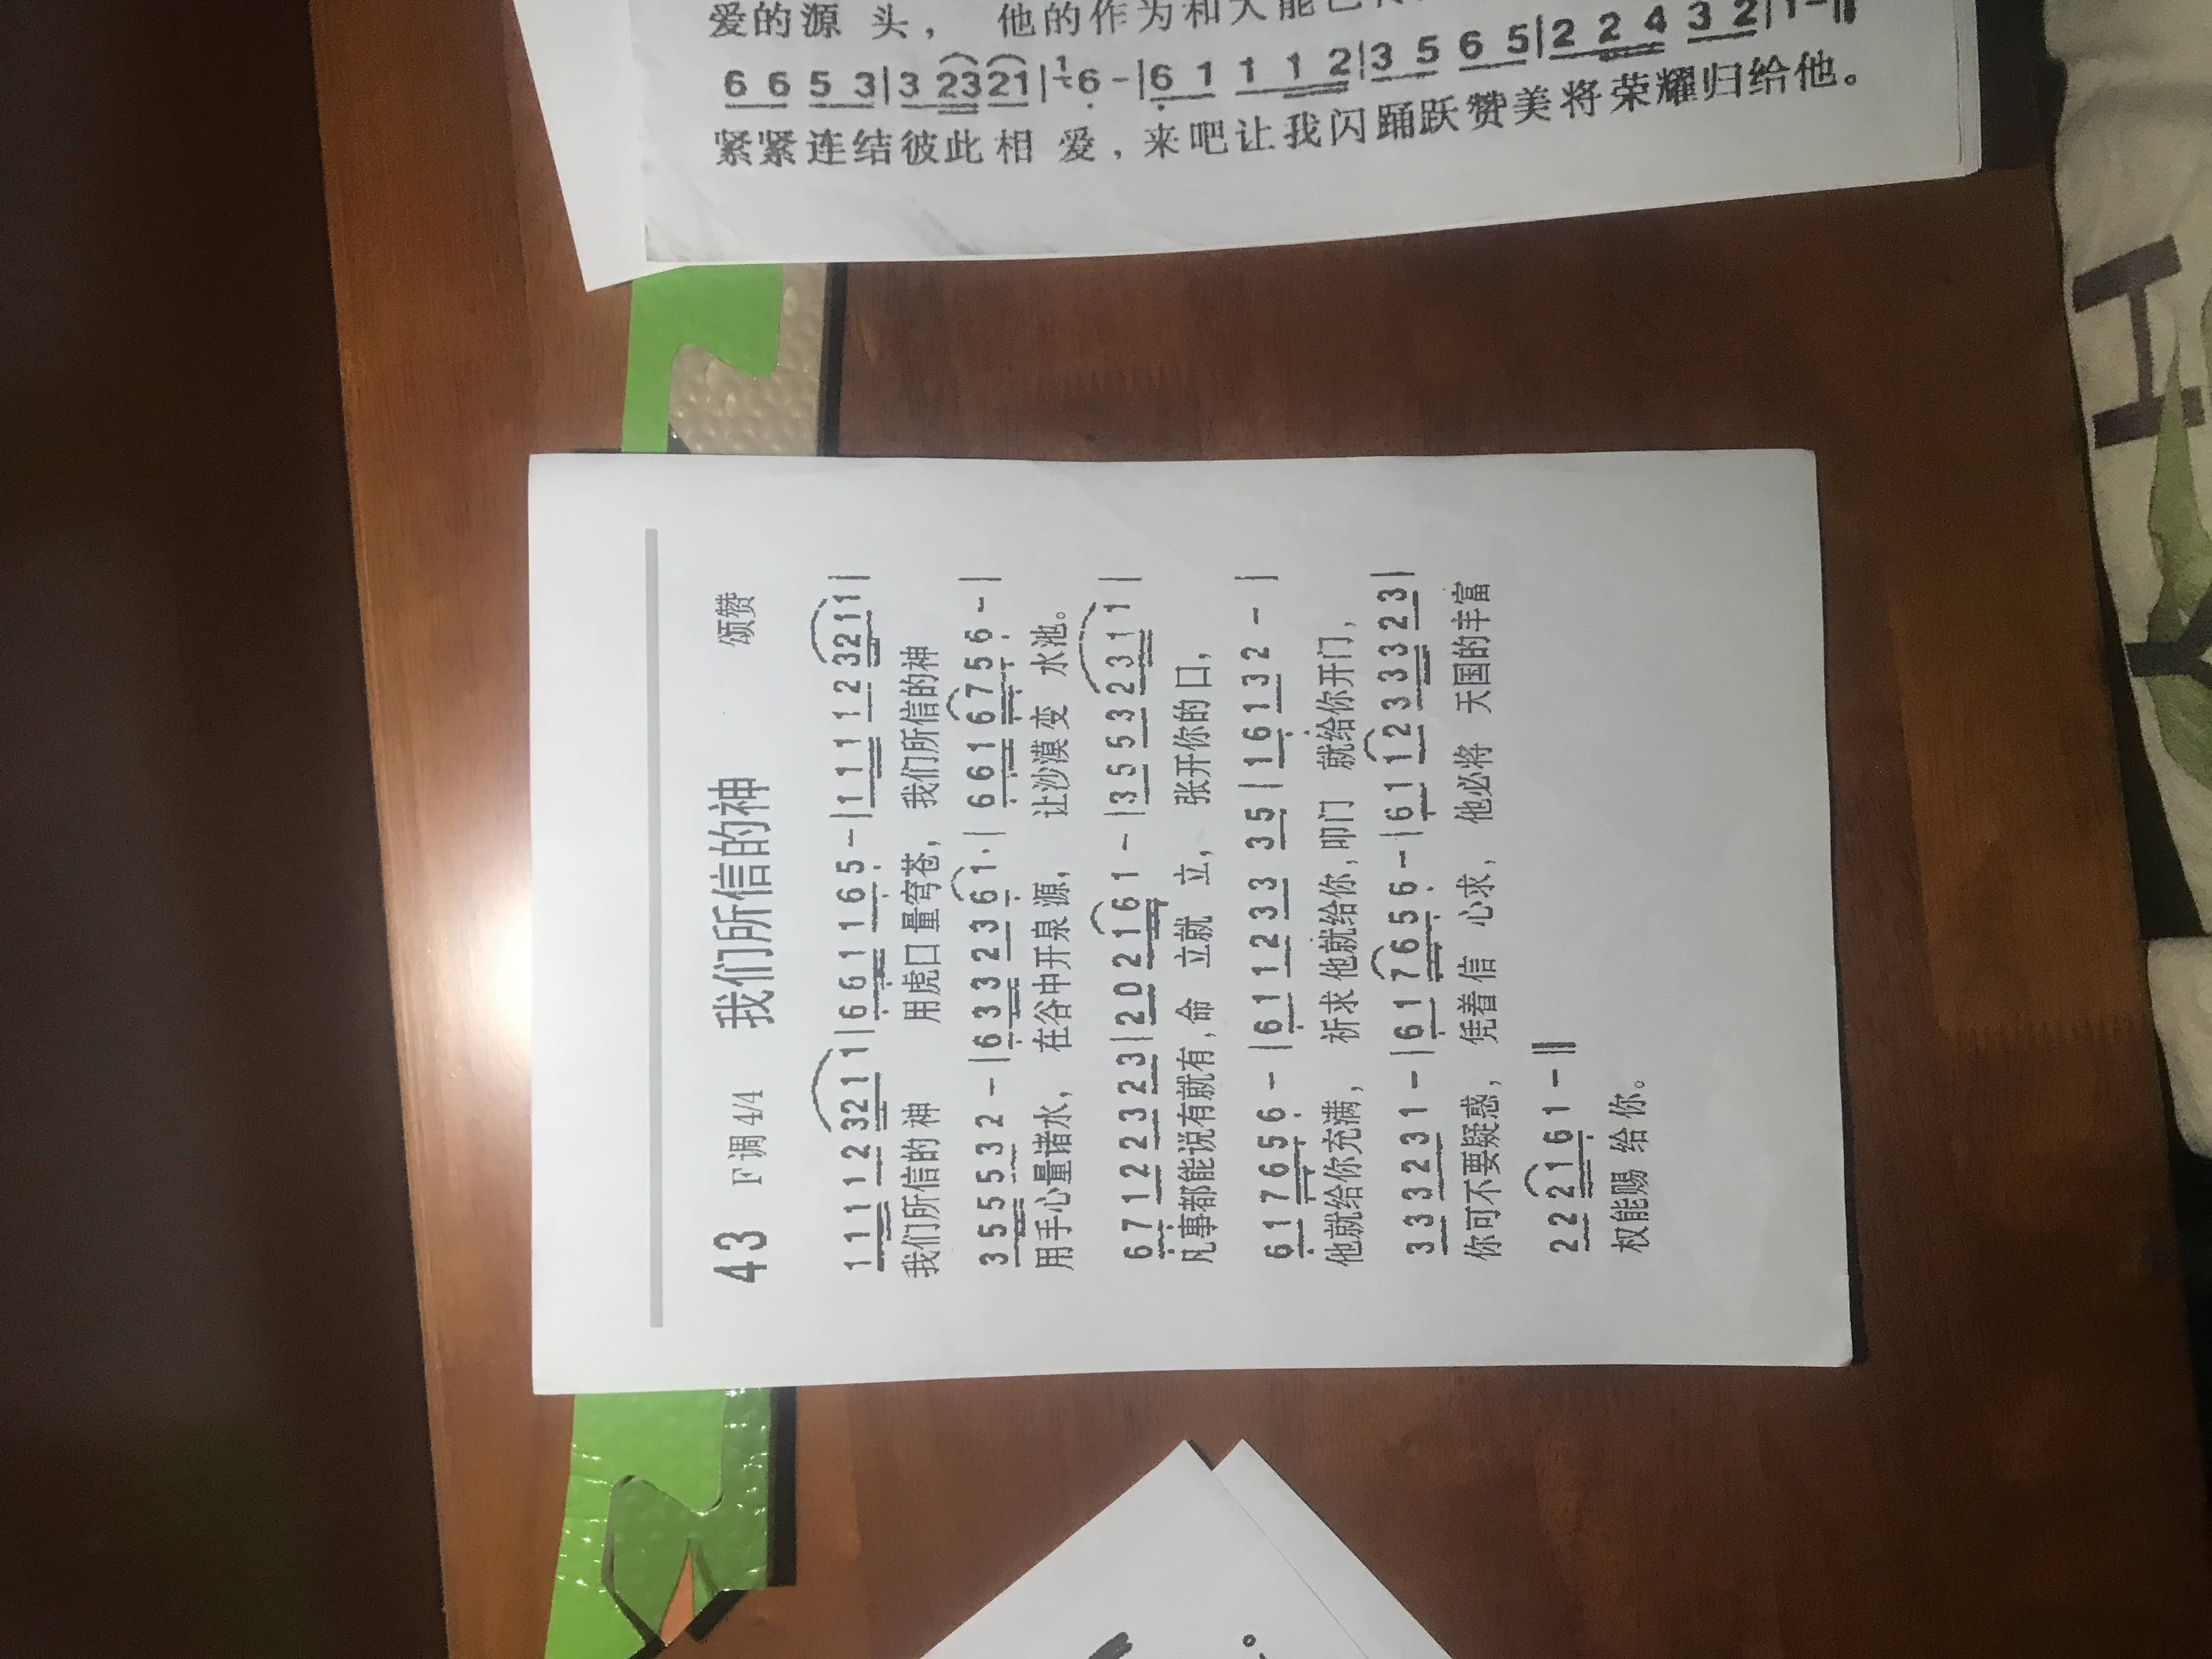 43 F调 4/4 我们所信的神 颂赞
1 1 1 1 2 3 2 1 1 | 6 6 1 1 6 5 – | 1 1 1 1 2 3 2 1 1 |
我们所信的 神 用虎口 量穹苍， 我们所信的神
3 5 5 5 3 2 – | 6 3 3 2 3 6 1 · | 6 6 1 6 7 5 6 – |
用手心量诸水， 在谷中开泉 源， 让沙漠 变 水池。
6 7 1 2 2 3 2 3 | 2 0 2 1 6 1 – | 3 5 5 3 2 3 1 1 |
凡事都能说有就有，命 立就 立， 张开你的 口，
6 1 7 6 5 6 – | 6 1 1 2 3 3 3 5 | 1 6 1 3 2 – |
他就给你充满， 祈求 他就给你，叩门 就给你开门，
3 3 3 2 3 1 – | 6 1 7 6 5 6 – | 6 1 1 2 3 3 3 2 3 |
你可不要疑惑， 凭着 信 心求， 他必将 天国的丰富
2 2 2 1 6 1 – ‖
权能赐 给 你。
爱的源 头， 他的作为和大能
6 6 5 3 | 3 2 3 2 1 | 1 6 – | 6 1 1 1 2 | 3 5 6 5 | 2 2 4 3 2 | 1 – ‖
紧紧连结彼此相 爱，来吧让我闪踊跃赞美将荣耀归给他。